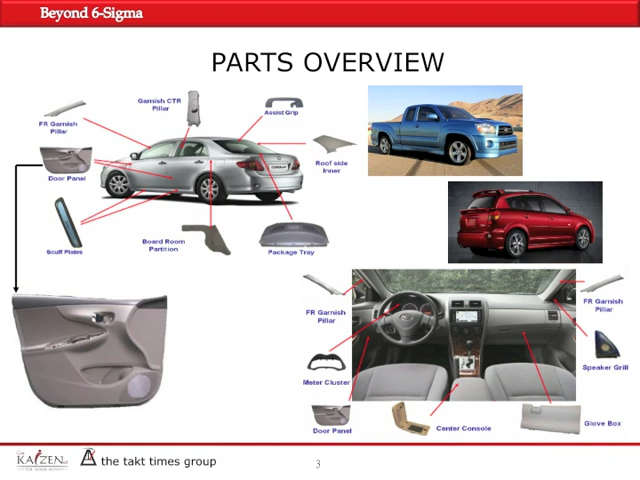 Beyond 6-Sigma
PARTS OVERVIEW
Garnish CTR
Pillar
Assist Grip
FR Garnish
Pillar
Roof side
Inner
Door Panel
Scuff Plates
Board Room
Partition
Package Tray
FR Garnish
Pillar
FR Garnish
Pillar
Meter Cluster
Speaker Grill
Door Panel
Center Console
Glove Box
KAIZEN
the takt times group
3